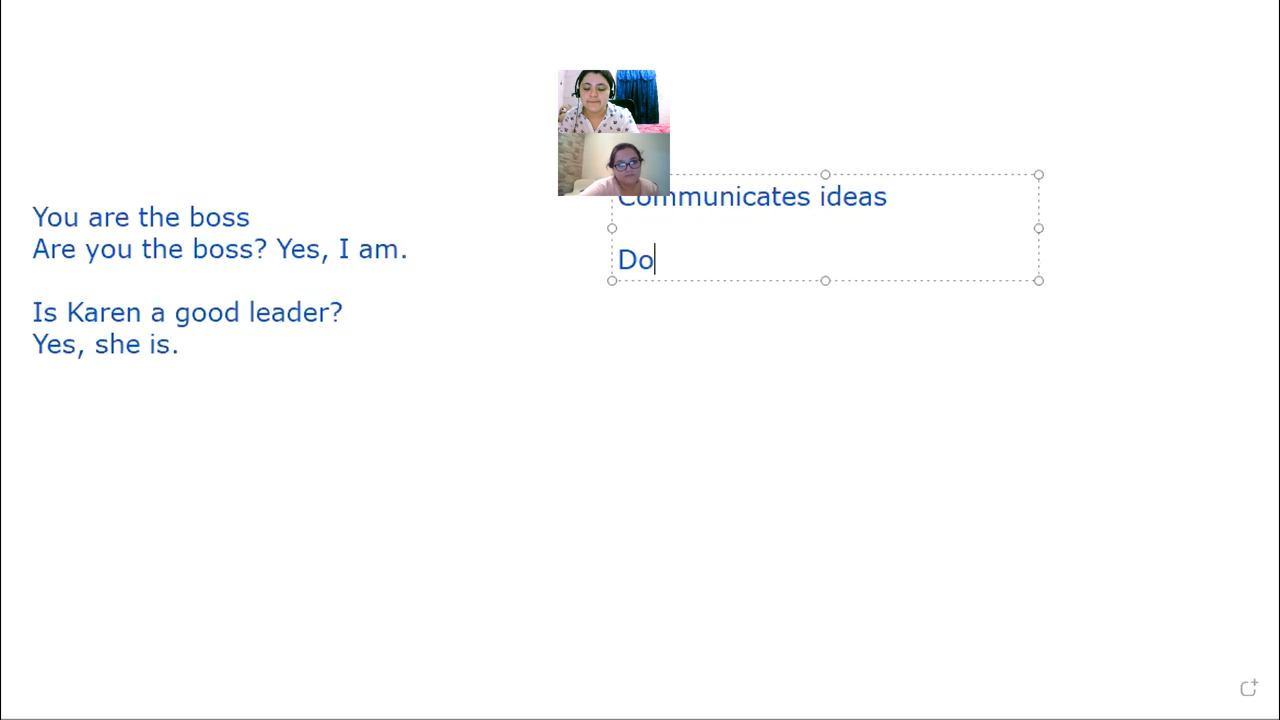 You are the boss
Are you the boss? Yes, I am.
Is Karen a good leader?
Yes, she is.
Communicates ideas
Do